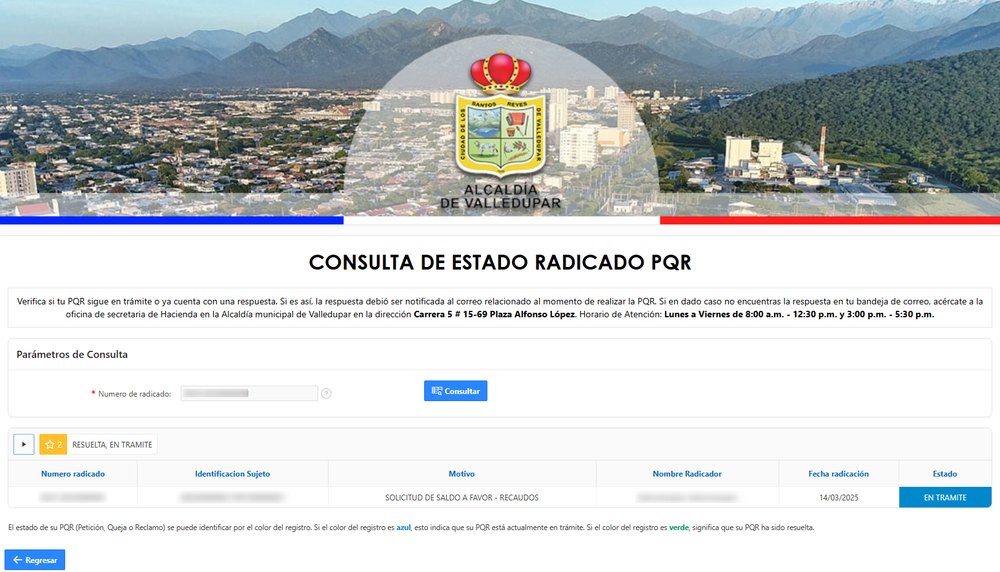 SANTOS REYES
CIUDAD DE LOS
DE VALLEDUPAR
ALCALDÍA
DE VALLEDUPAR
CONSULTA DE ESTADO RADICADO PQR
Verifica si tu PQR sigue en trámite o ya cuenta con una respuesta. Si es así, la respuesta debió ser notificada al correo relacionado al momento de realizar la PQR. Si en dado caso no encuentras la respuesta en tu bandeja de correo, acércate a la
oficina de secretaria de Hacienda en la Alcaldía municipal de Valledupar en la dirección Carrera 5 # 15-69 Plaza Alfonso López. Horario de Atención: Lunes a Viernes de 8:00 a.m. - 12:30 p.m. y 3:00 p.m. - 5:30 p.m.
Parámetros de Consulta
* Numero de radicado:
?
Consultar
2 RESUELTA, EN TRAMITE
Numero radicado Identificacion Sujeto Motivo Nombre Radicador Fecha radicación Estado
SOLICITUD DE SALDO A FAVOR - RECAUDOS 14/03/2025 EN TRAMITE
El estado de su PQR (Petición, Queja o Reclamo) se puede identificar por el color del registro. Si el color del registro es azul, esto indica que su PQR está actualmente en trámite. Si el color del registro es verde, significa que su PQR ha sido resuelta.
Regresar